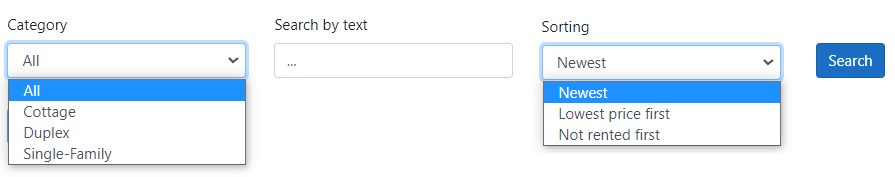 Category
All
All
Cottage
Duplex
Single-Family
Search by text
...
Sorting
Newest
Newest
Lowest price first
Not rented first
Search